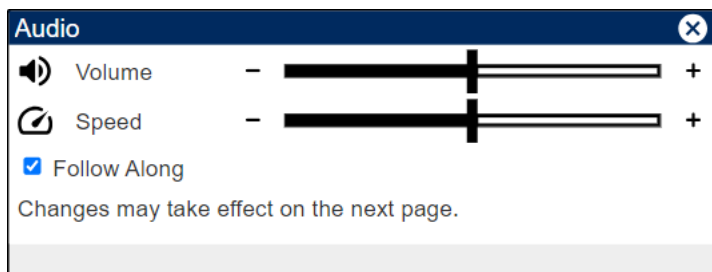 Audio
Volume - +
Speed - +
Follow Along
Changes may take effect on the next page.